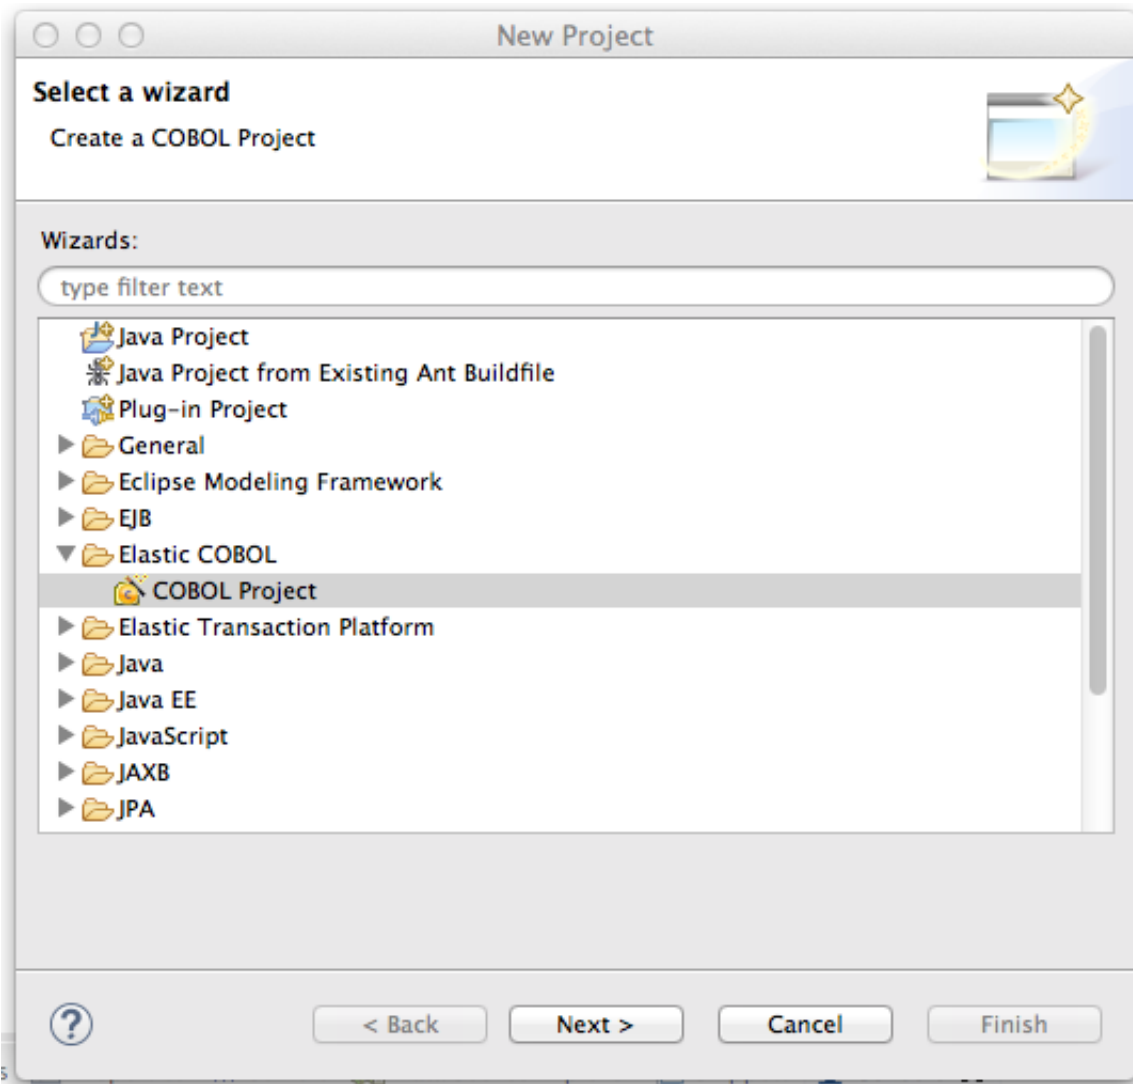 New Project
Select a wizard
Create a COBOL Project
Wizards:
type filter text
Java Project
Java Project from Existing Ant Buildfile
Plug-in Project
General
Eclipse Modeling Framework
EJB
Elastic COBOL
COBOL Project
Elastic Transaction Platform
Java
Java EE
JavaScript
JAXB
JPA
? < Back Next > Cancel Finish